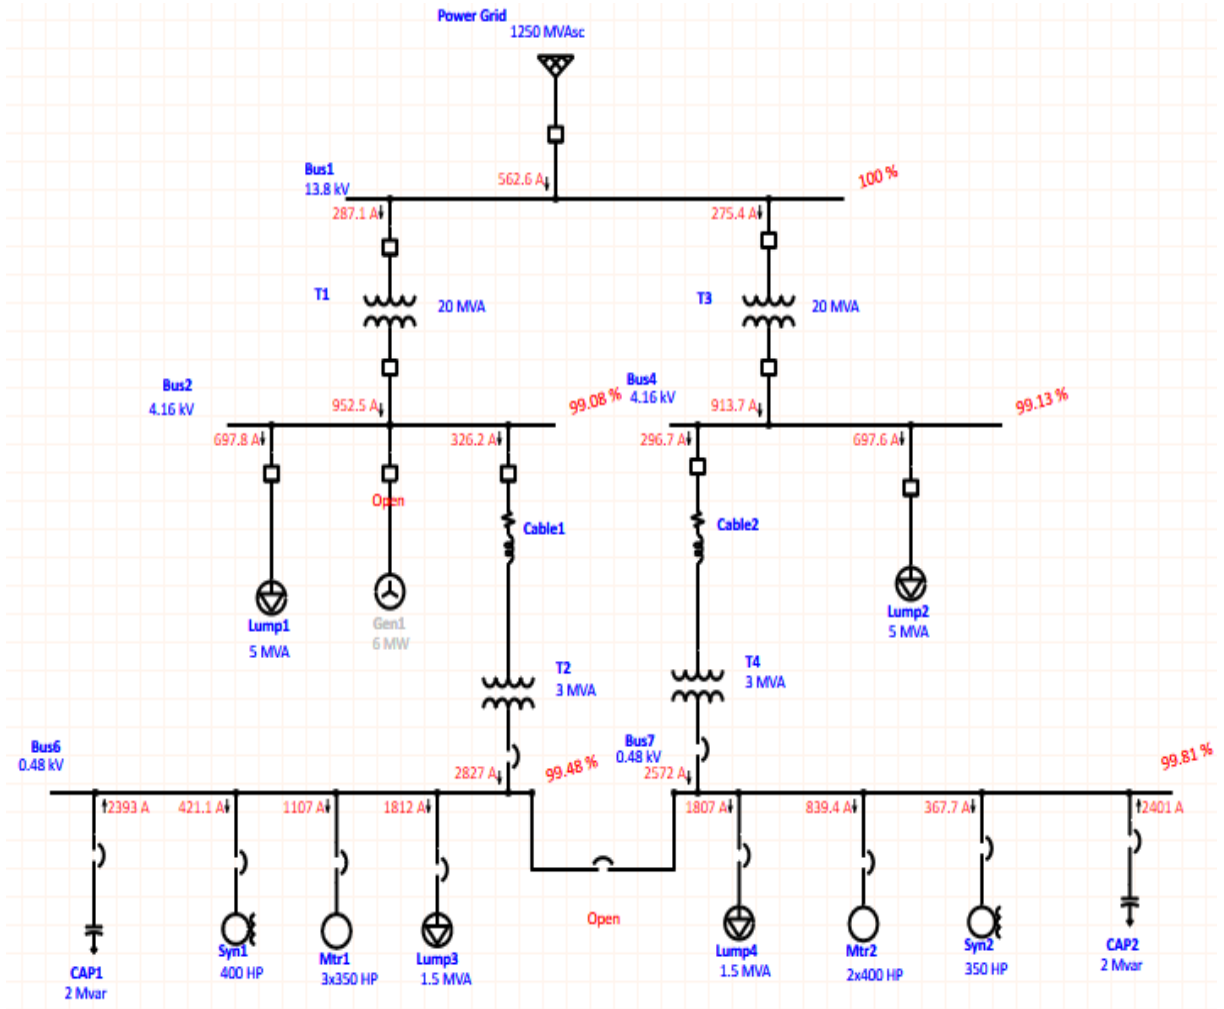 Power Grid
1250 MVAsc
Bus1
13.8 kV
562.6 A
100 %
287.1 A
275.4 A
T1
20 MVA
T3
20 MVA
Bus2
4.16 kV
952.5 A
99.08 %
Bus4
4.16 kV
913.7 A
99.13 %
697.8 A
326.2 A
296.7 A
697.6 A
Open
Cable1
Cable2
Lump1
5 MVA
Gen1
6 MW
Lump2
5 MVA
T2
3 MVA
T4
3 MVA
Bus6
0.48 kV
2827 A
99.48 %
Bus7
0.48 kV
2572 A
99.81 %
2393 A
421.1 A
1107 A
1812 A
1807 A
839.4 A
367.7 A
2401 A
Open
CAP1
2 Mvar
Syn1
400 HP
Mtr1
3x350 HP
Lump3
1.5 MVA
Lump4
1.5 MVA
Mtr2
2x400 HP
Syn2
350 HP
CAP2
2 Mvar